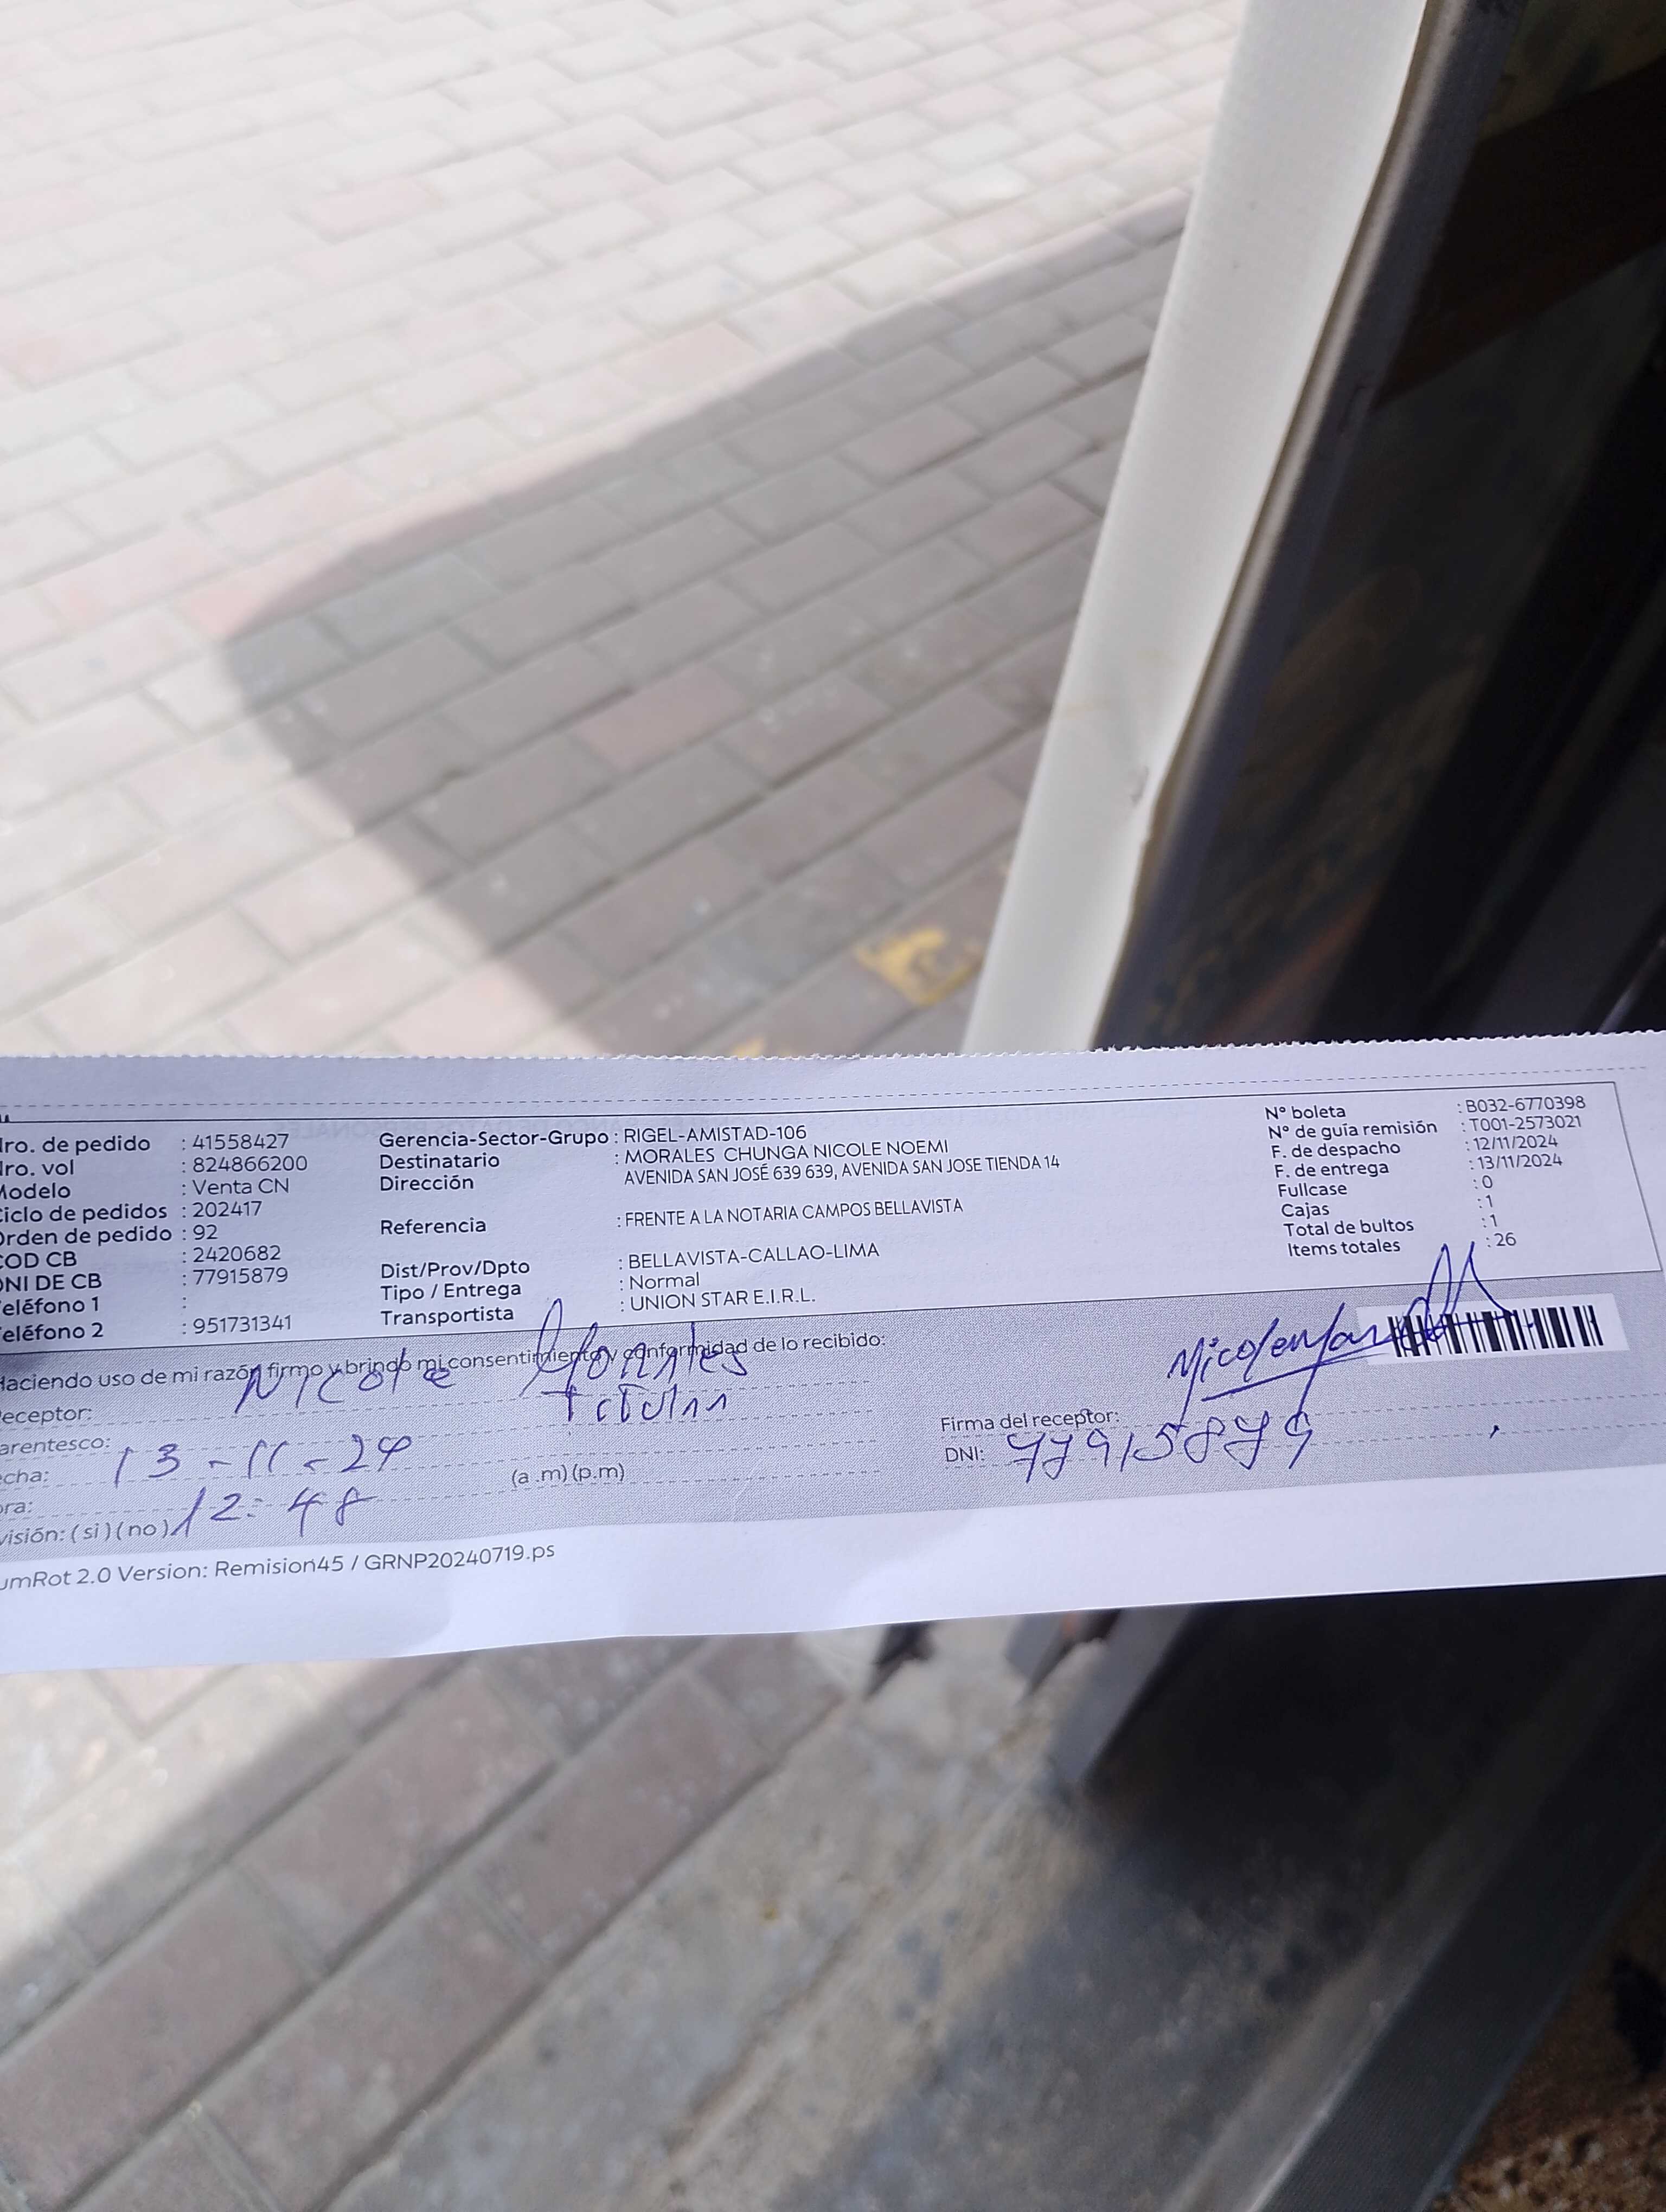 Nro. de pedido : 41558427
Nro. vol : 824866200
Modelo : Venta CN
Ciclo de pedidos : 202417
Orden de pedido : 92
COD CB : 2420682
DNI DE CB : 77915879
Teléfono 1 :
Teléfono 2 : 951731341
Gerencia-Sector-Grupo : RIGEL-AMISTAD-106
Destinatario : MORALES CHUNGA NICOLE NOEMI
Dirección AVENIDA SAN JOSÉ 639 639, AVENIDA SAN JOSE TIENDA 14
Referencia : FRENTE A LA NOTARIA CAMPOS BELLAVISTA
Dist/Prov/Dpto : BELLAVISTA-CALLAO-LIMA
Tipo / Entrega : Normal
Transportista : UNION STAR E.I.R.L.
Nº boleta : B032-6770398
Nº de guía remisión : T001-2573021
F. de despacho : 12/11/2024
F. de entrega : 13/11/2024
Fullcase : 0
Cajas : 1
Total de bultos : 1
Items totales : 26
Haciendo uso de mi razón firmo y brindo mi consentimiento y conformidad de lo recibido:
Receptor: Nicole Morales
Parentesco: Titular
Fecha: 13-11-24
Hora: 12:48 (a .m) (p.m)
visión: ( si ) ( no )
Firma del receptor:
DNI: 77915879
umRot 2.0 Version: Remision45 / GRNP20240719.ps